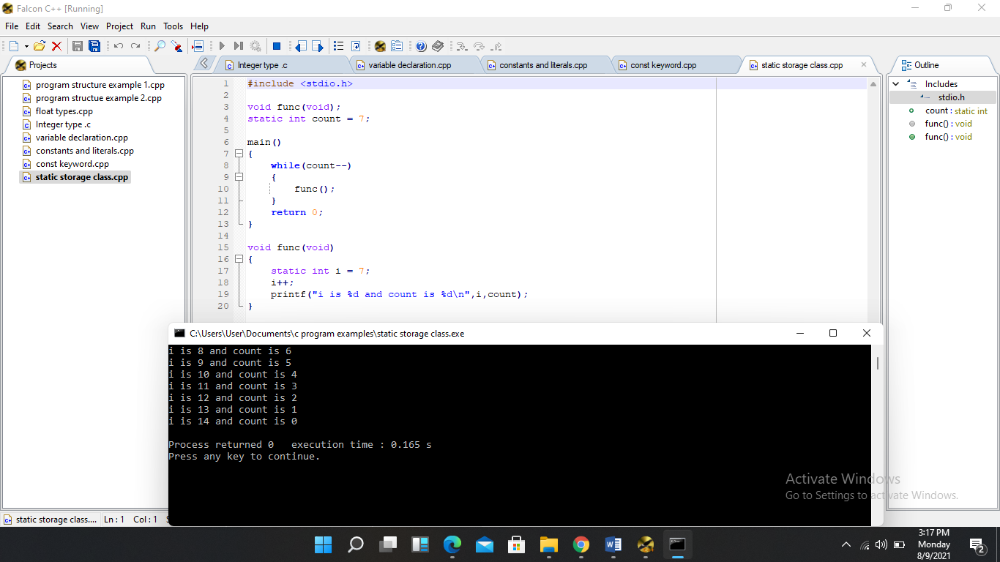 Falcon C++ [Running]
File Edit Search View Project Run Tools Help
Projects
Integer type .c
variable declaration.cpp
constants and literals.cpp
const keyword.cpp
static storage class.cpp
Outline
program structure example 1.cpp
program structue example 2.cpp
float types.cpp
Integer type .c
variable declaration.cpp
constants and literals.cpp
const keyword.cpp
static storage class.cpp
1 #include <stdio.h>
2
3 void func(void);
4 static int count = 7;
5
6 main()
7 {
8 while(count--)
9 {
10 func();
11 }
12 return 0;
13 }
14
15 void func(void)
16 {
17 static int i = 7;
18 i++;
19 printf("i is %d and count is %d\n",i,count);
20 }
Includes
stdio.h
count : static int
func() : void
func() : void
C:\Users\User\Documents\c program examples\static storage class.exe
i is 8 and count is 6
i is 9 and count is 5
i is 10 and count is 4
i is 11 and count is 3
i is 12 and count is 2
i is 13 and count is 1
i is 14 and count is 0
Process returned 0 execution time : 0.165 s
Press any key to continue.
Activate Windows
Go to Settings to activate Windows.
static storage class.... Ln : 1 Col : 1
3:17 PM
Monday
8/9/2021
2